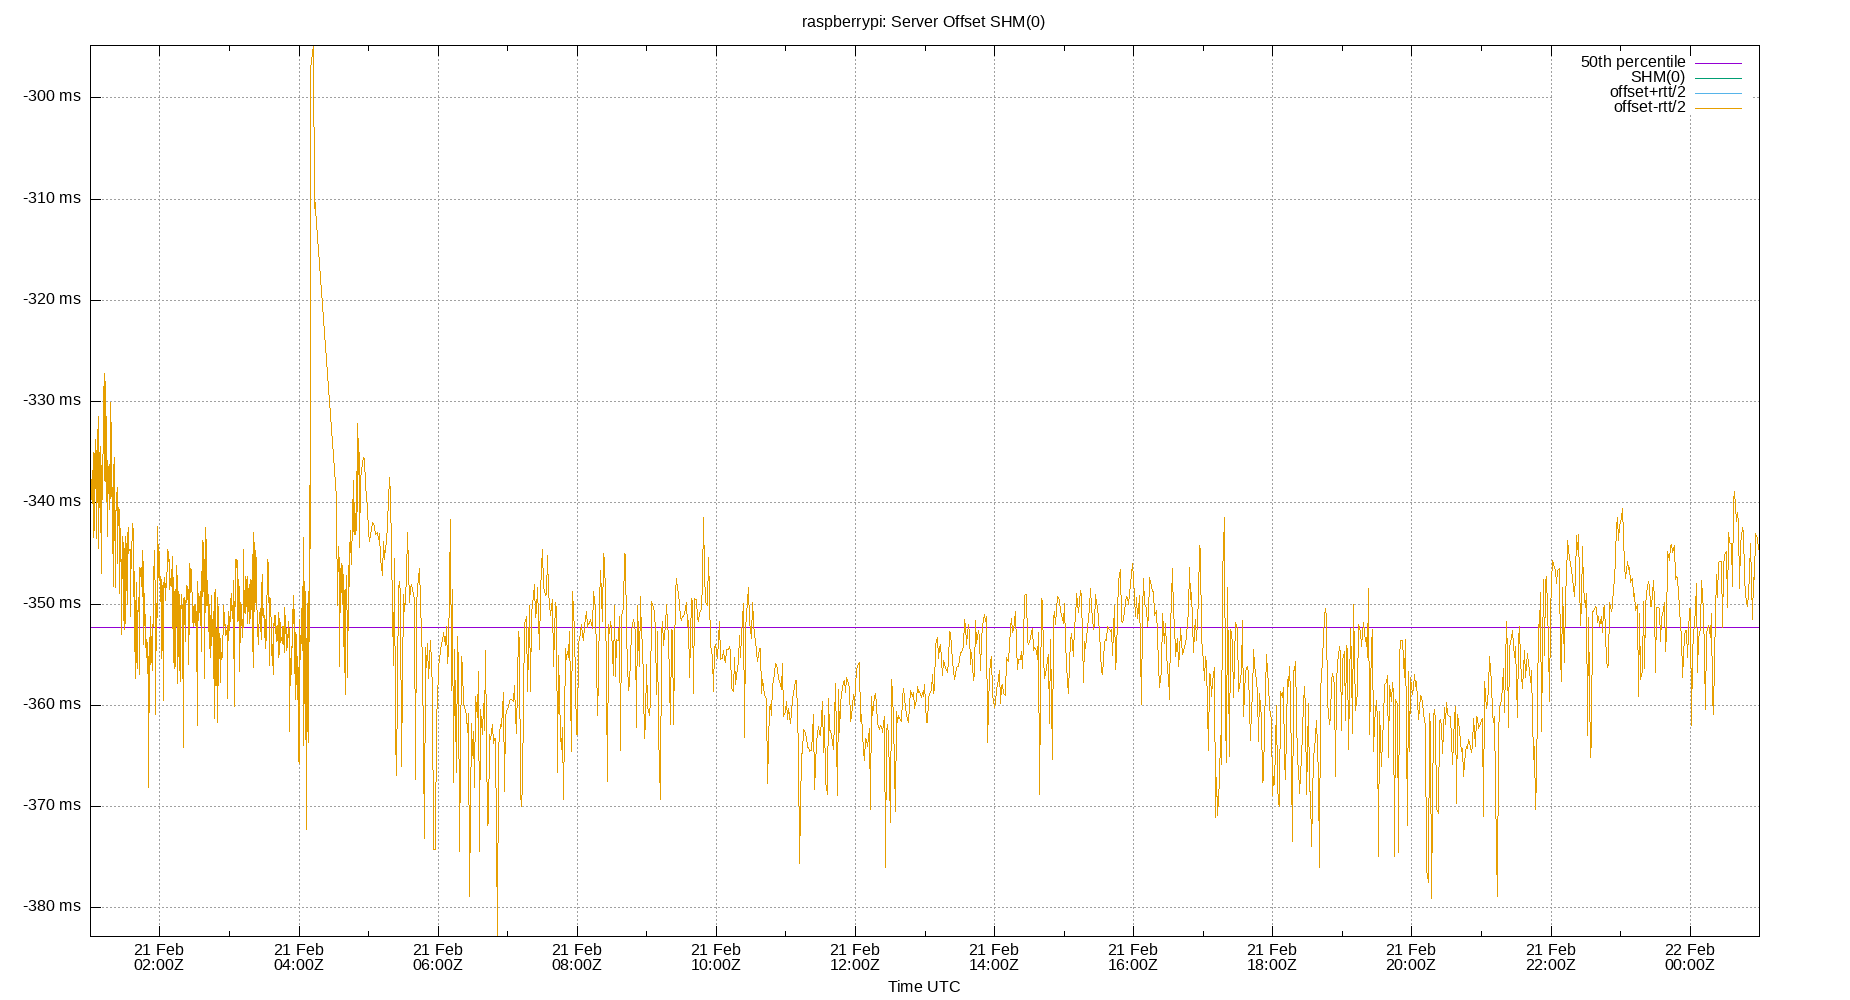 raspberrypi: Server Offset SHM(0)
50th percentile
SHM(0)
offset+rtt/2
offset-rtt/2
-300 ms
-310 ms
-320 ms
-330 ms
-340 ms
-350 ms
-360 ms
-370 ms
-380 ms
21 Feb 21 Feb 21 Feb 21 Feb 21 Feb 21 Feb 21 Feb 21 Feb 21 Feb 21 Feb 21 Feb 22 Feb
02:00Z 04:00Z 06:00Z 08:00Z 10:00Z 12:00Z 14:00Z 16:00Z 18:00Z 20:00Z 22:00Z 00:00Z
Time UTC